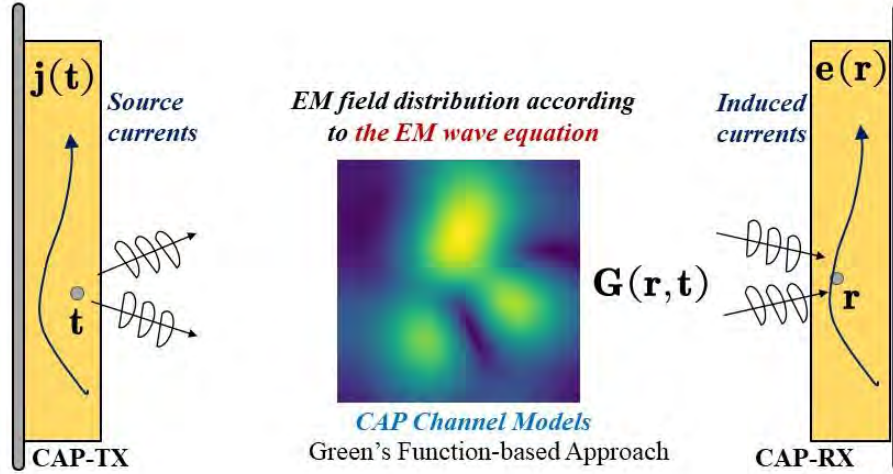 j(t)
Source
currents
t
CAP-TX
EM field distribution according
to the EM wave equation
G(r,t)
CAP Channel Models
Green's Function-based Approach
e(r)
Induced
currents
r
CAP-RX